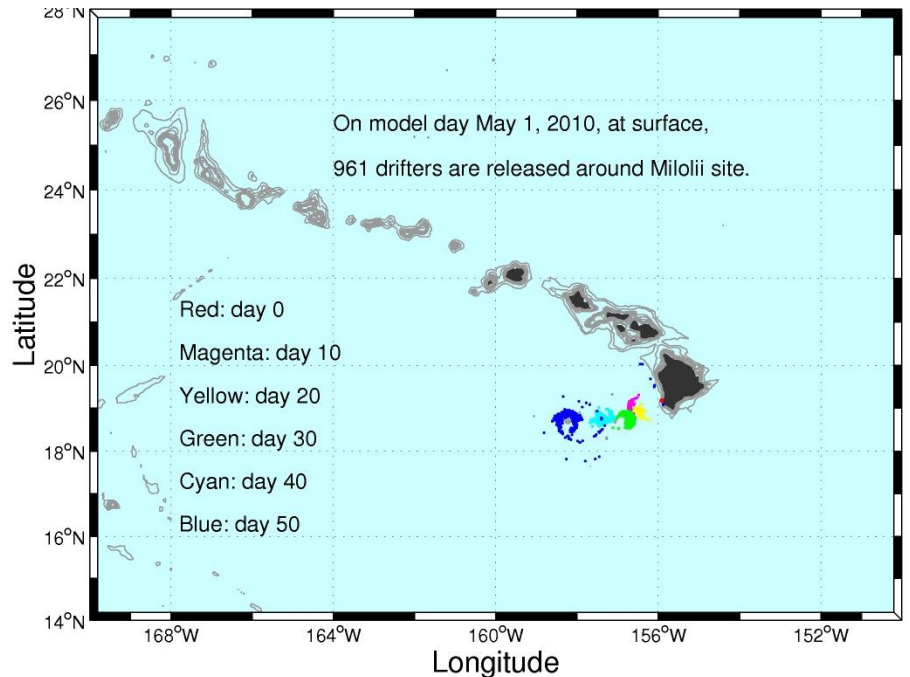 28°N
26°N
24°N
22°N
20°N
18°N
16°N
14°N
Latitude
On model day May 1, 2010, at surface,
961 drifters are released around Milolii site.
Red: day 0
Magenta: day 10
Yellow: day 20
Green: day 30
Cyan: day 40
Blue: day 50
168°W
164°W
160°W
156°W
152°W
Longitude